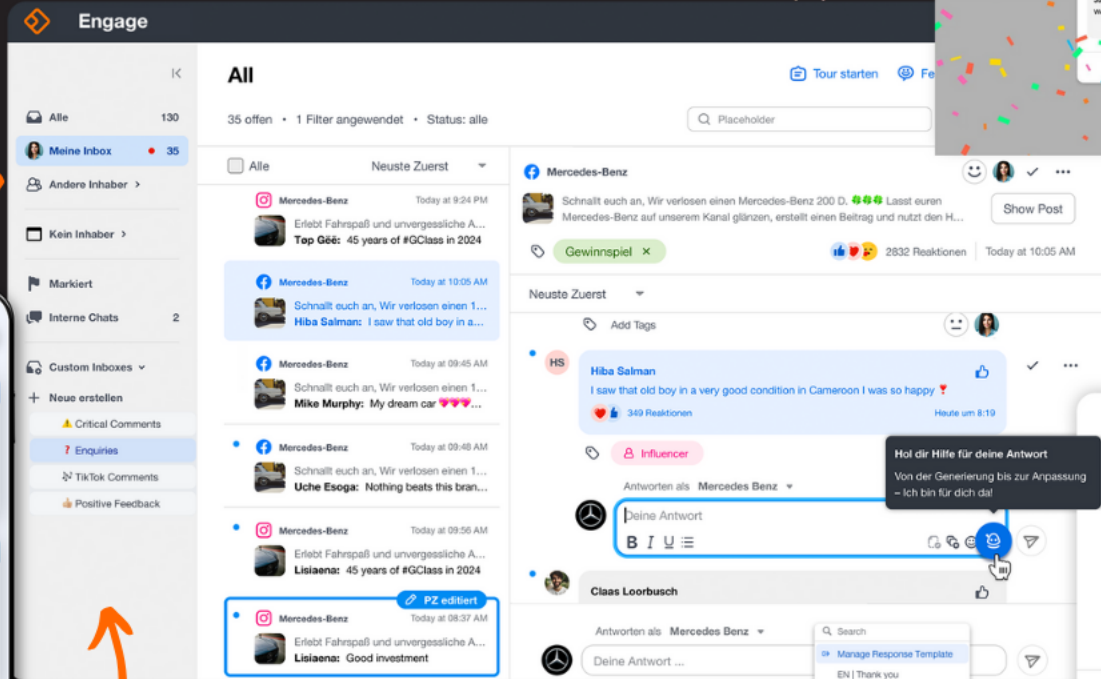 Engage
All
Tour starten
Fe
35 offen • 1 Filter angewendet • Status: alle
Placeholder
Alle 130
Meine Inbox 35
Andere Inhaber >
Kein Inhaber >
Markiert
Interne Chats 2
Custom Inboxes
+ Neue erstellen
Critical Comments
? Enquiries
TikTok Comments
Positive Feedback
Alle
Neuste Zuerst
Mercedes-Benz Today at 9:24 PM
Erlebt Fahrspaß und unvergessliche A...
Tøp Gëë: 45 years of #GClass in 2024
Mercedes-Benz Today at 10:05 AM
Schnallt euch an, Wir verlosen einen 1...
Hiba Salman: I saw that old boy in a...
Mercedes-Benz Today at 09:45 AM
Schnallt euch an, Wir verlosen einen 1...
Mike Murphy: My dream car 💖💖💖...
Mercedes-Benz Today at 09:48 AM
Schnallt euch an, Wir verlosen einen 1...
Uche Esoga: Nothing beats this bran...
Mercedes-Benz Today at 09:56 AM
Erlebt Fahrspaß und unvergessliche A...
Lisiaena: 45 years of #GClass in 2024
PZ editiert
Mercedes-Benz Today at 08:37 AM
Erlebt Fahrspaß und unvergessliche A...
Lisiaena: Good investment
Mercedes-Benz
Schnallt euch an, Wir verlosen einen Mercedes-Benz 200 D. 🍀🍀🍀 Lasst euren
Mercedes-Benz auf unserem Kanal glänzen, erstellt einen Beitrag und nutzt den H...
Show Post
Gewinnspiel ×
2832 Reaktionen
Today at 10:05 AM
Neuste Zuerst
Add Tags
HS
Hiba Salman
I saw that old boy in a very good condition in Cameroon I was so happy ❣
349 Reaktionen
Heute um 8:19
Influencer
Hol dir Hilfe für deine Antwort
Von der Generierung bis zur Anpassung
– Ich bin für dich da!
Antworten als Mercedes Benz
Deine Antwort
B I U
Claas Loorbusch
Antworten als Mercedes Benz
Deine Antwort ...
Search
Manage Response Template
EN | Thank you